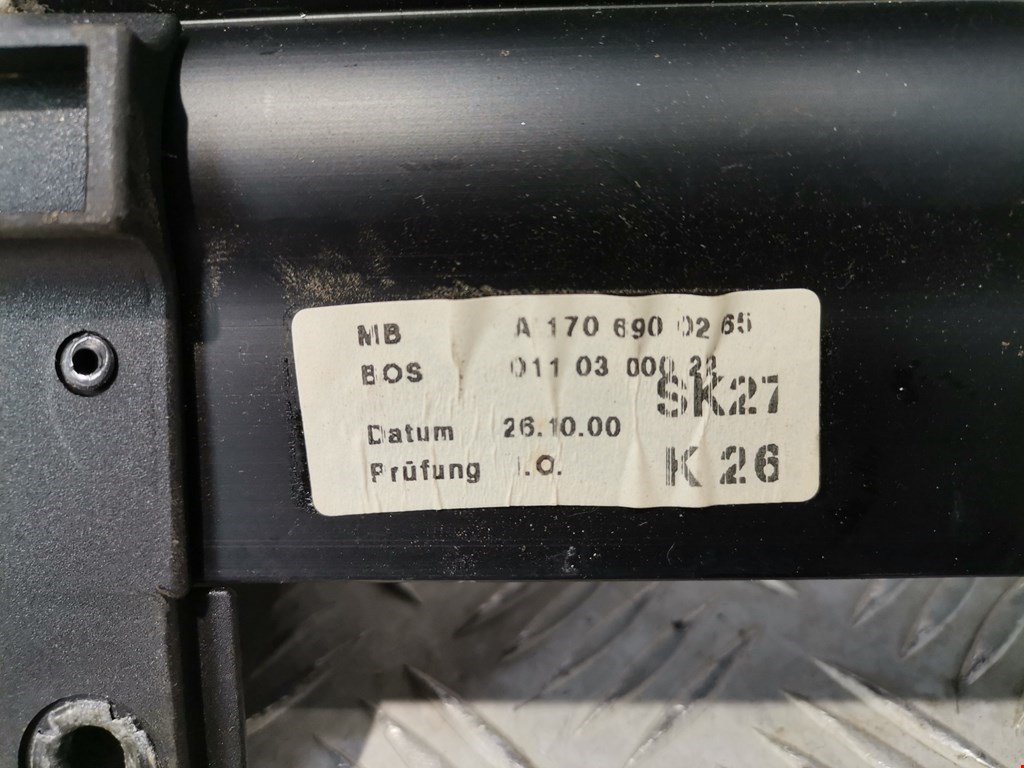 MB A 170 690 02 65
BOS 011 03 000 22
SK27
Datum 26.10.00
Prüfung I.O.
K 26